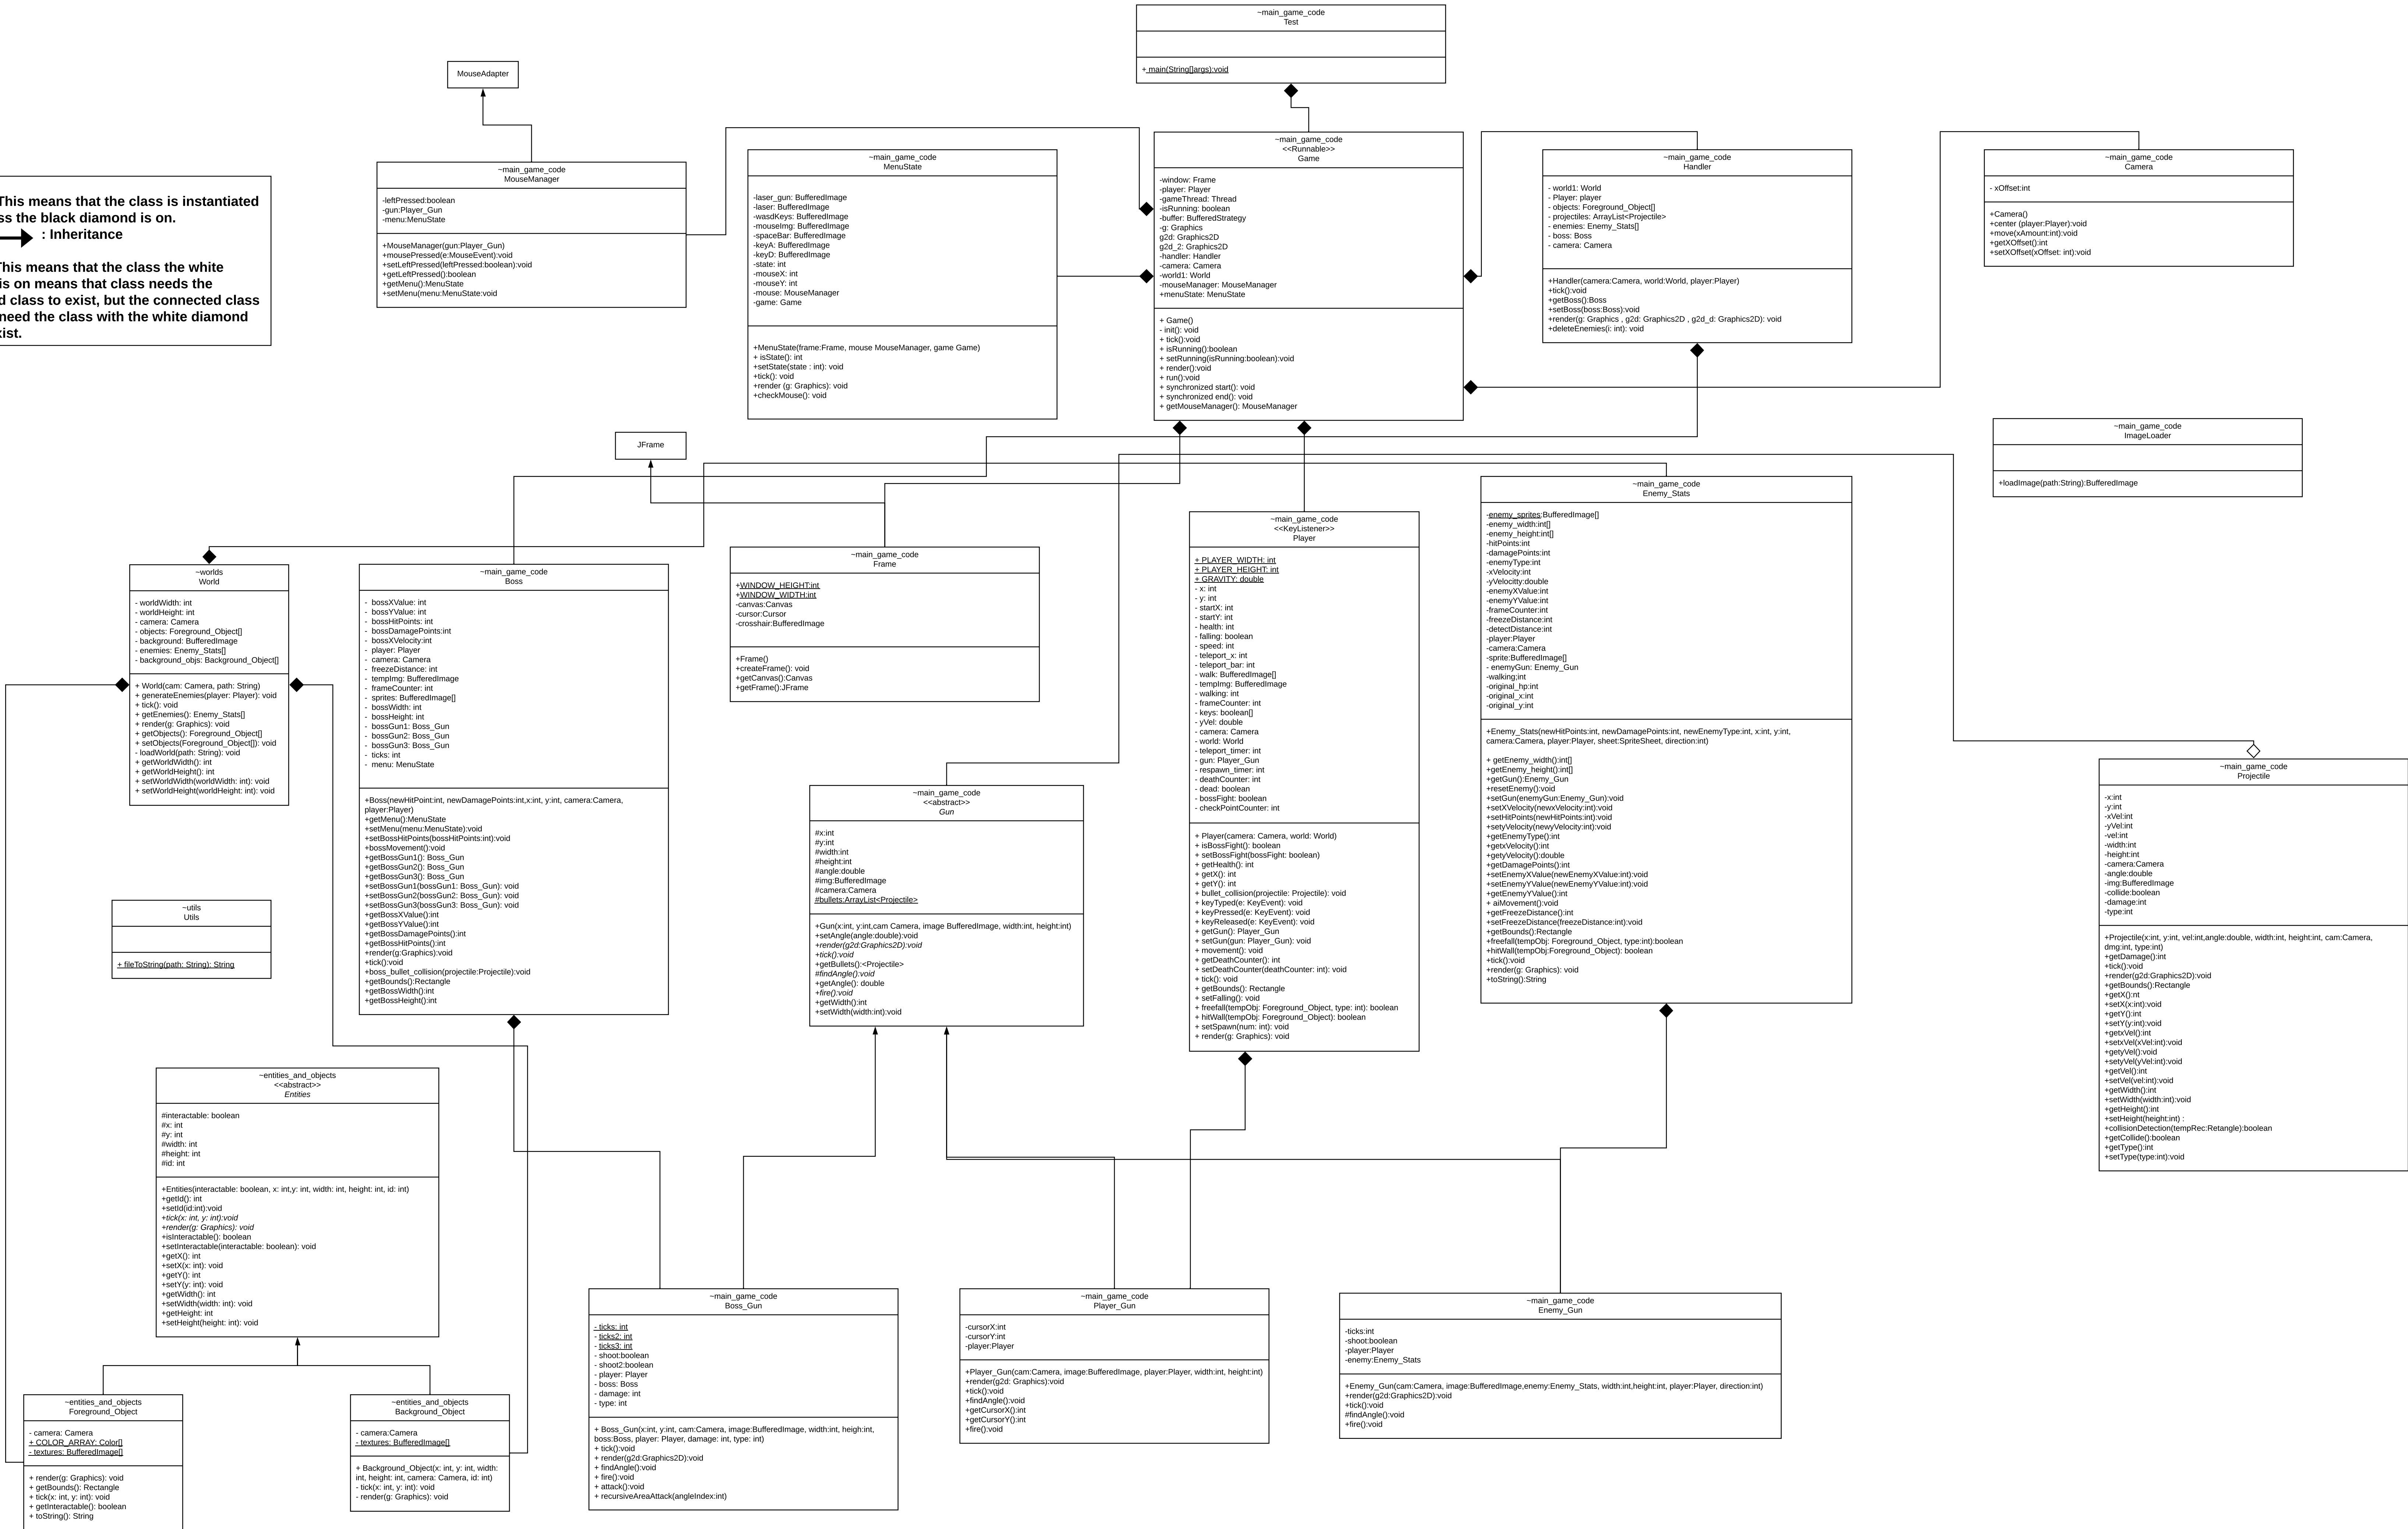 ~main_game_code
Test
+ main(String[]args):void
MouseAdapter
~main_game_code
MouseManager
-leftPressed:boolean
-gun:Player_Gun
-menu:MenuState
+MouseManager(gun:Player_Gun)
+mousePressed(e:MouseEvent):void
+setLeftPressed(leftPressed:boolean):void
+getLeftPressed():boolean
+getMenu():MenuState
+setMenu(menu:MenuState:void
~main_game_code
MenuState
-laser_gun: BufferedImage
-laser: BufferedImage
-wasdKeys: BufferedImage
-mouseImg: BufferedImage
-spaceBar: BufferedImage
-keyA: BufferedImage
-keyD: BufferedImage
-state: int
-mouseX: int
-mouseY: int
-mouse: MouseManager
-game: Game
+MenuState(frame:Frame, mouse MouseManager, game Game)
+ isState(): int
+setState(state : int): void
+tick(): void
+render (g: Graphics): void
+checkMouse(): void
~main_game_code
<<Runnable>>
Game
-window: Frame
-player: Player
-gameThread: Thread
-isRunning: boolean
-buffer: BufferedStrategy
-g: Graphics
g2d: Graphics2D
g2d_2: Graphics2D
-handler: Handler
-camera: Camera
-world1: World
-mouseManager: MouseManager
+menuState: MenuState
+ Game()
- init(): void
+ tick():void
+ isRunning():boolean
+ setRunning(isRunning:boolean):void
+ render():void
+ run():void
+ synchronized start(): void
+ synchronized end(): void
+ getMouseManager(): MouseManager
~main_game_code
Handler
- world1: World
- Player: player
- objects: Foreground_Object[]
- projectiles: ArrayList<Projectile>
- enemies: Enemy_Stats[]
- boss: Boss
- camera: Camera
+Handler(camera:Camera, world:World, player:Player)
+tick():void
+getBoss():Boss
+setBoss(boss:Boss):void
+render(g: Graphics , g2d: Graphics2D , g2d_d: Graphics2D): void
+deleteEnemies(i: int): void
~main_game_code
Camera
- xOffset:int
+Camera()
+center (player:Player):void
+move(xAmount:int):void
+getXOffset():int
+setXOffset(xOffset: int):void
This means that the class is instantiated
ss the black diamond is on.
: Inheritance
This means that the class the white
is on means that class needs the
d class to exist, but the connected class
need the class with the white diamond
xist.
JFrame
~main_game_code
ImageLoader
+loadImage(path:String):BufferedImage
~worlds
World
- worldWidth: int
- worldHeight: int
- camera: Camera
- objects: Foreground_Object[]
- background: BufferedImage
- enemies: Enemy_Stats[]
- background_objs: Background_Object[]
+ World(cam: Camera, path: String)
+ generateEnemies(player: Player): void
+ tick(): void
+ getEnemies(): Enemy_Stats[]
+ render(g: Graphics): void
+ getObjects(): Foreground_Object[]
+ setObjects(Foreground_Object[]): void
- loadWorld(path: String): void
+ getWorldWidth(): int
+ getWorldHeight(): int
+ setWorldWidth(worldWidth: int): void
+ setWorldHeight(worldHeight: int): void
~main_game_code
Boss
- bossXValue: int
- bossYValue: int
- bossHitPoints: int
- bossDamagePoints:int
- bossXVelocity:int
- player: Player
- camera: Camera
- freezeDistance: int
- tempImg: BufferedImage
- frameCounter: int
- sprites: BufferedImage[]
- bossWidth: int
- bossHeight: int
- bossGun1: Boss_Gun
- bossGun2: Boss_Gun
- bossGun3: Boss_Gun
- ticks: int
- menu: MenuState
+Boss(newHitPoint:int, newDamagePoints:int,x:int, y:int, camera:Camera,
player:Player)
+getMenu():MenuState
+setMenu(menu:MenuState):void
+setBossHitPoints(bossHitPoints:int):void
+bossMovement():void
+getBossGun1(): Boss_Gun
+getBossGun2(): Boss_Gun
+getBossGun3(): Boss_Gun
+setBossGun1(bossGun1: Boss_Gun): void
+setBossGun2(bossGun2: Boss_Gun): void
+setBossGun3(bossGun3: Boss_Gun): void
+getBossXValue():int
+getBossYValue():int
+getBossDamagePoints():int
+getBossHitPoints():int
+render(g:Graphics):void
+tick():void
+boss_bullet_collision(projectile:Projectile):void
+getBounds():Rectangle
+getBossWidth():int
+getBossHeight():int
~main_game_code
Frame
+WINDOW_HEIGHT:int
+WINDOW_WIDTH:int
-canvas:Canvas
-cursor:Cursor
-crosshair:BufferedImage
+Frame()
+createFrame(): void
+getCanvas():Canvas
+getFrame():JFrame
~main_game_code
<<KeyListener>>
Player
+ PLAYER_WIDTH: int
+ PLAYER_HEIGHT: int
+ GRAVITY: double
- x: int
- y: int
- startX: int
- startY: int
- health: int
- falling: boolean
- speed: int
- teleport_x: int
- teleport_bar: int
- walk: BufferedImage[]
- tempImg: BufferedImage
- walking: int
- frameCounter: int
- keys: boolean[]
- yVel: double
- camera: Camera
- world: World
- teleport_timer: int
- gun: Player_Gun
- respawn_timer: int
- deathCounter: int
- dead: boolean
- bossFight: boolean
- checkPointCounter: int
+ Player(camera: Camera, world: World)
+ isBossFight(): boolean
+ setBossFight(bossFight: boolean)
+ getHealth(): int
+ getX(): int
+ getY(): int
+ bullet_collision(projectile: Projectile): void
+ keyTyped(e: KeyEvent): void
+ keyPressed(e: KeyEvent): void
+ keyReleased(e: KeyEvent): void
+ getGun(): Player_Gun
+ setGun(gun: Player_Gun): void
+ movement(): void
+ getDeathCounter(): int
+ setDeathCounter(deathCounter: int): void
+ tick(): void
+ getBounds(): Rectangle
+ setFalling(): void
+ freefall(tempObj: Foreground_Object, type: int): boolean
+ hitWall(tempObj: Foreground_Object): boolean
+ setSpawn(num: int): void
+ render(g: Graphics): void
~main_game_code
Enemy_Stats
-enemy_sprites:BufferedImage[]
-enemy_width:int[]
-enemy_height:int[]
-hitPoints:int
-damagePoints:int
-enemyType:int
-xVelocity:int
-yVelocitty:double
-enemyXValue:int
-enemyYValue:int
-frameCounter:int
-freezeDistance:int
-detectDistance:int
-player:Player
-camera:Camera
-sprite:BufferedImage[]
- enemyGun: Enemy_Gun
-walking;int
-original_hp:int
-original_x:int
-original_y:int
+Enemy_Stats(newHitPoints:int, newDamagePoints:int, newEnemyType:int, x:int, y:int,
camera:Camera, player:Player, sheet:SpriteSheet, direction:int)
+ getEnemy_width():int[]
+getEnemy_height():int[]
+getGun():Enemy_Gun
+resetEnemy():void
+setGun(enemyGun:Enemy_Gun):void
+setXVelocity(newxVelocity:int):void
+setHitPoints(newHitPoints:int):void
+setyVelocity(newyVelocity:int):void
+getEnemyType():int
+getxVelocity():int
+getyVelocity():double
+getDamagePoints():int
+setEnemyXValue(newEnemyXValue:int):void
+setEnemyYValue(newEnemyYValue:int):void
+getEnemyYValue():int
+ aiMovement():void
+getFreezeDistance():int
+setFreezeDistance(freezeDistance:int):void
+getBounds():Rectangle
+freefall(tempObj: Foreground_Object, type:int):boolean
+hitWall(tempObj:Foreground_Object): boolean
+tick():void
+render(g: Graphics): void
+toString():String
~main_game_code
<<abstract>>
Gun
#x:int
#y:int
#width:int
#height:int
#angle:double
#img:BufferedImage
#camera:Camera
#bullets:ArrayList<Projectile>
+Gun(x:int, y:int,cam Camera, image BufferedImage, width:int, height:int)
+setAngle(angle:double):void
+render(g2d:Graphics2D):void
+tick():void
+getBullets():<Projectile>
#findAngle():void
+getAngle(): double
+fire():void
+getWidth():int
+setWidth(width:int):void
~main_game_code
Projectile
-x:int
-y:int
-xVel:int
-yVel:int
-vel:int
-width:int
-height:int
-camera:Camera
-angle:double
-img:BufferedImage
-collide:boolean
-damage:int
-type:int
+Projectile(x:int, y:int, vel:int,angle:double, width:int, height:int, cam:Camera,
dmg:int, type:int)
+getDamage():int
+tick():void
+render(g2d:Graphics2D):void
+getBounds():Rectangle
+getX():nt
+setX(x:int):void
+getY():int
+setY(y:int):void
+getxVel():int
+setxVel(xVel:int):void
+getyVel():void
+setyVel(yVel:int):void
+getVel():int
+setVel(vel:int):void
+getWidth():int
+setWidth(width:int):void
+getHeight():int
+setHeight(height:int) :
+collisionDetection(tempRec:Retangle):boolean
+getCollide():boolean
+getType():int
+setType(type:int):void
~utils
Utils
+ fileToString(path: String): String
~entities_and_objects
<<abstract>>
Entities
#interactable: boolean
#x: int
#y: int
#width: int
#height: int
#id: int
+Entities(interactable: boolean, x: int,y: int, width: int, height: int, id: int)
+getId(): int
+setId(id:int):void
+tick(x: int, y: int):void
+render(g: Graphics): void
+isInteractable(): boolean
+setInteractable(interactable: boolean): void
+getX(): int
+setX(x: int): void
+getY(): int
+setY(y: int): void
+getWidth(): int
+setWidth(width: int): void
+getHeight: int
+setHeight(height: int): void
~entities_and_objects
Foreground_Object
- camera: Camera
+ COLOR_ARRAY: Color[]
- textures: BufferedImage[]
+ render(g: Graphics): void
+ getBounds(): Rectangle
+ tick(x: int, y: int): void
+ getInteractable(): boolean
+ toString(): String
~entities_and_objects
Background_Object
- camera:Camera
- textures: BufferedImage[]
+ Background_Object(x: int, y: int, width:
int, height: int, camera: Camera, id: int)
- tick(x: int, y: int): void
- render(g: Graphics): void
~main_game_code
Boss_Gun
- ticks: int
- ticks2: int
- ticks3: int
- shoot:boolean
- shoot2:boolean
- player: Player
- boss: Boss
- damage: int
- type: int
+ Boss_Gun(x:int, y:int, cam:Camera, image:BufferedImage, width:int, heigh:int,
boss:Boss, player: Player, damage: int, type: int)
+ tick():void
+ render(g2d:Graphics2D):void
+ findAngle():void
+ fire():void
+ attack():void
+ recursiveAreaAttack(angleIndex:int)
~main_game_code
Player_Gun
-cursorX:int
-cursorY:int
-player:Player
+Player_Gun(cam:Camera, image:BufferedImage, player:Player, width:int, height:int)
+render(g2d: Graphics):void
+tick():void
+findAngle():void
+getCursorX():int
+getCursorY():int
+fire():void
~main_game_code
Enemy_Gun
-ticks:int
-shoot:boolean
-player:Player
-enemy:Enemy_Stats
+Enemy_Gun(cam:Camera, image:BufferedImage,enemy:Enemy_Stats, width:int,height:int, player:Player, direction:int)
+render(g2d:Graphics2D):void
+tick():void
#findAngle():void
+fire():void